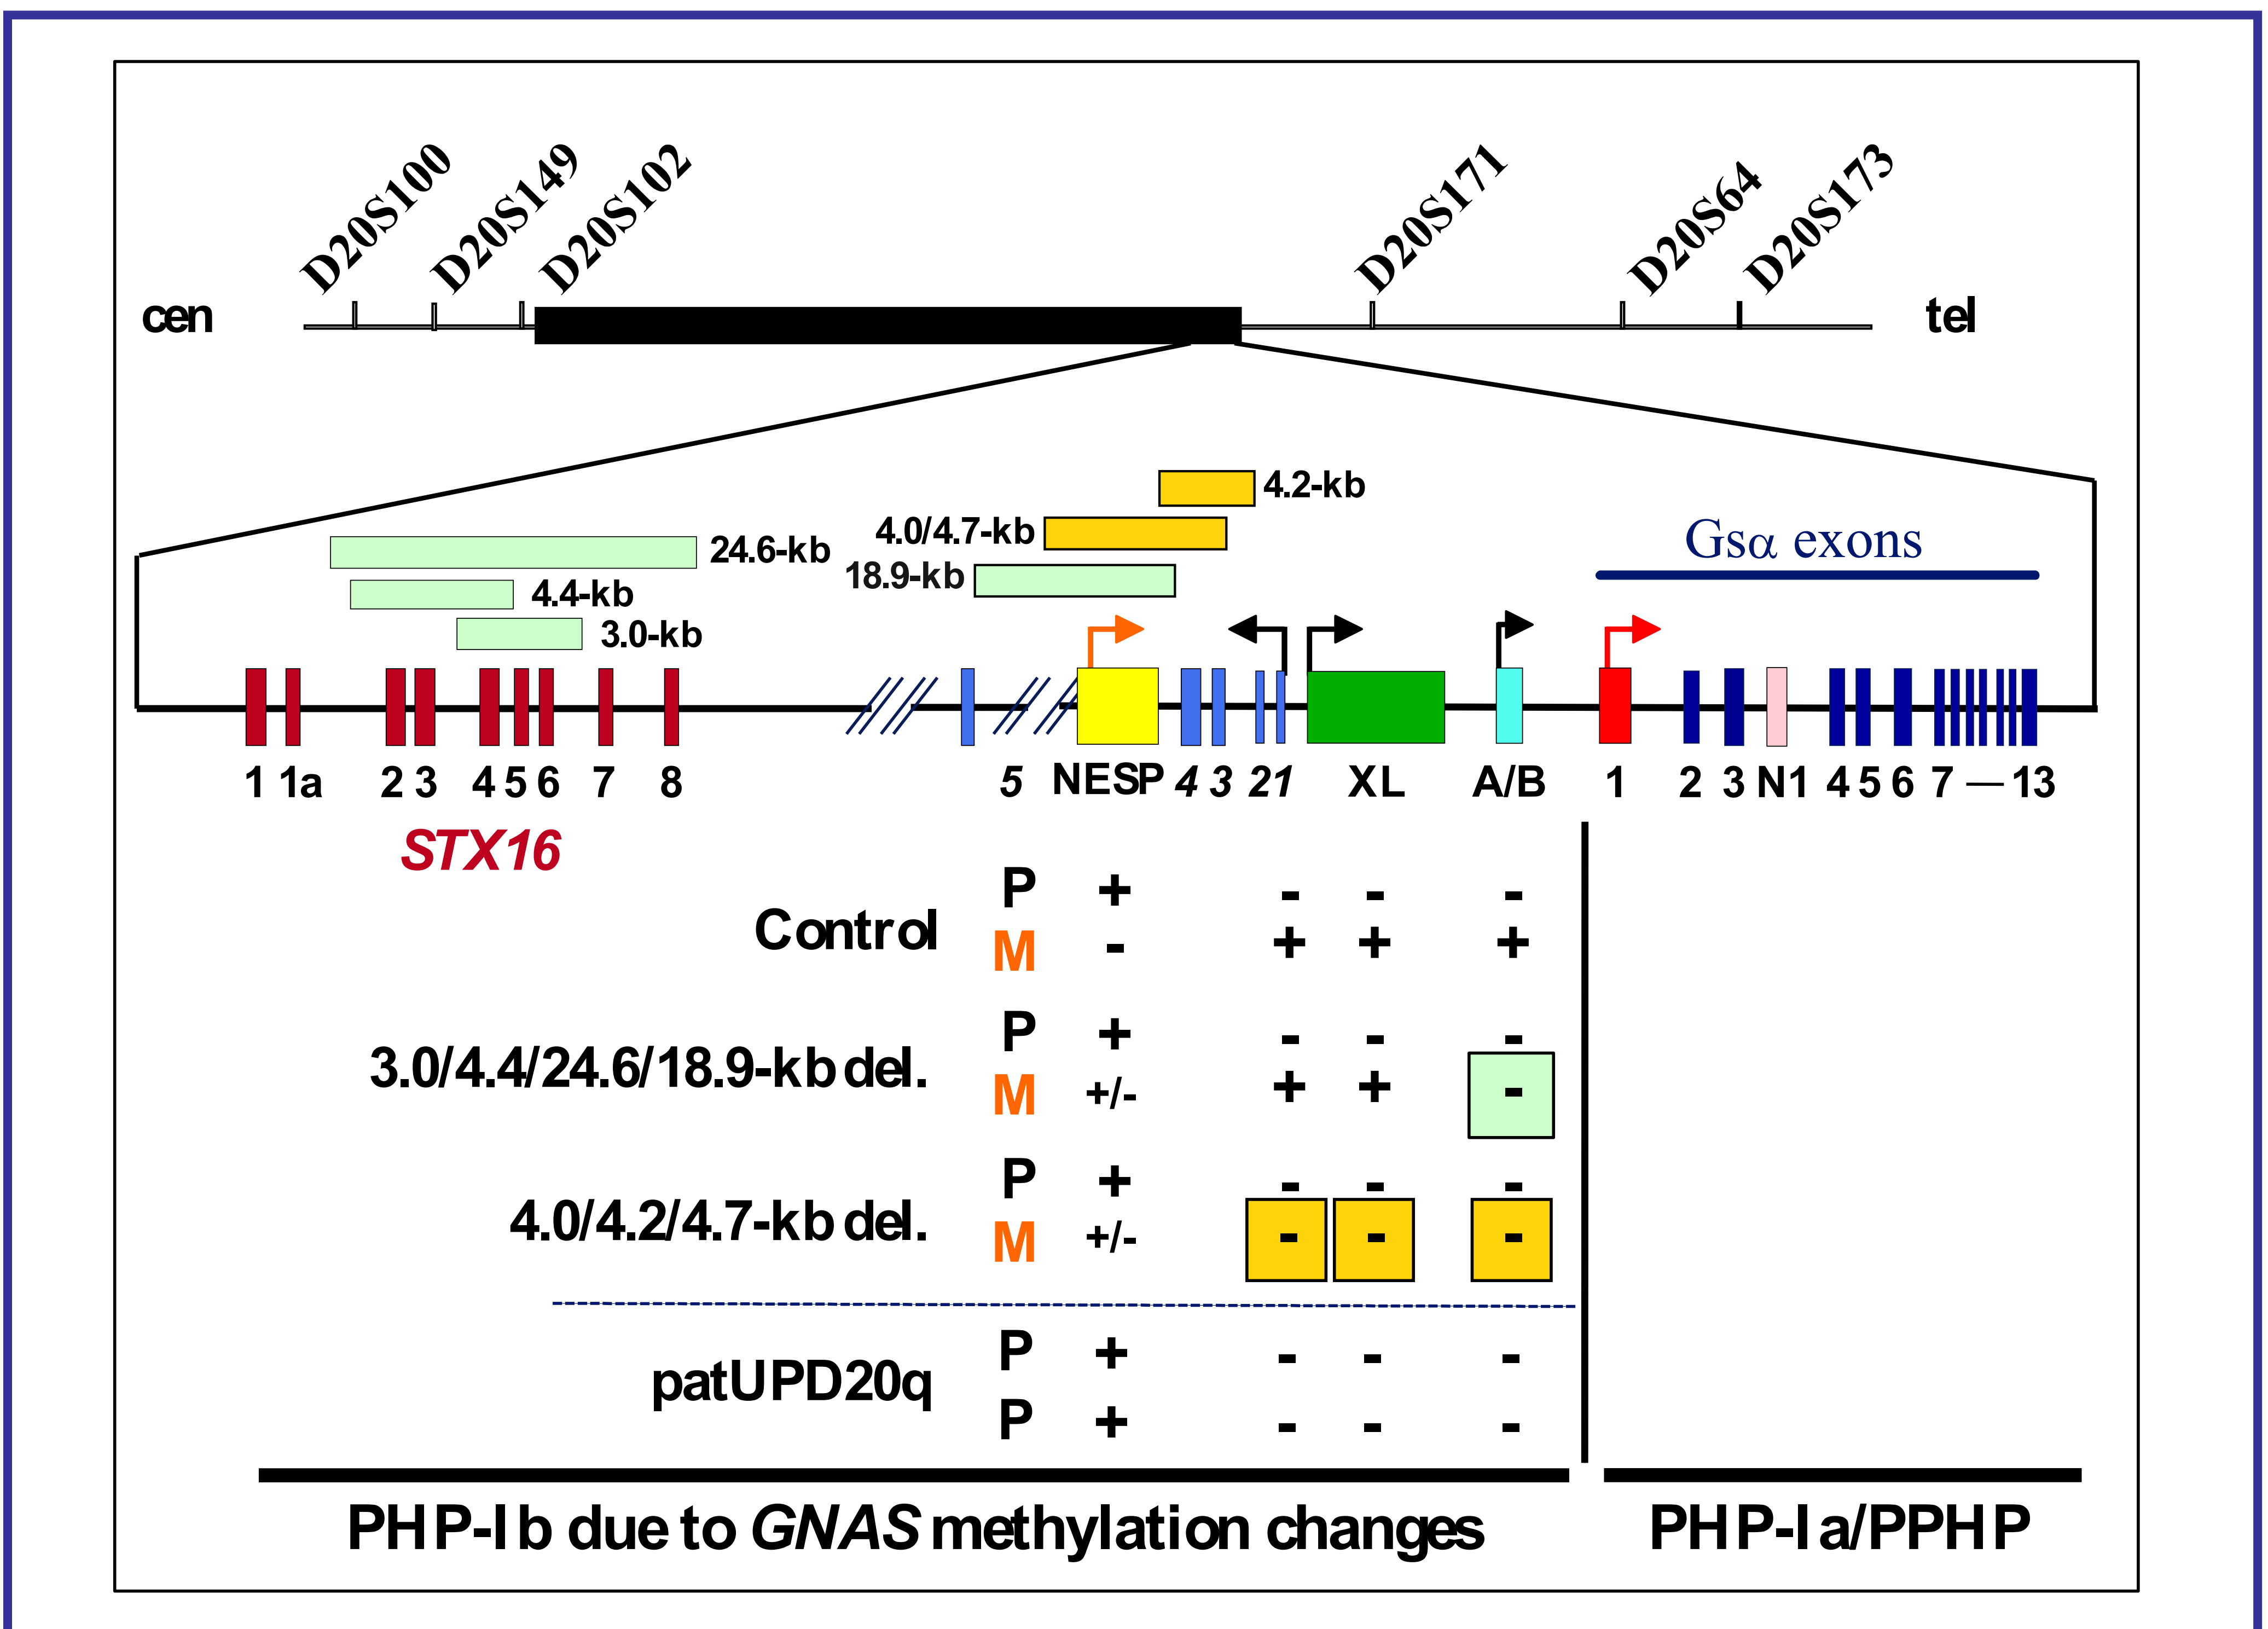 D20S100 D20S149 D20S102 D20S171 D20S64 D20S173
cen tel
4.2-kb
4.0/4.7-kb
Gsα exons
24.6-kb
18.9-kb
4.4-kb
3.0-kb
1 1a 2 3 4 5 6 7 8 5 NESP 4 3 2 1 XL A/B 1 2 3 N1 4 5 6 7 — 13
STX16
P + - - -
Control
M - + + +
P + - - -
3.0/4.4/24.6/18.9-kb del.
M +/- + + -
P + - - -
4.0/4.2/4.7-kb del.
M +/- - - -
P + - - -
patUPD20q
P + - - -
PHP-Ib due to GNAS methylation changes PHP-Ia/PPHP